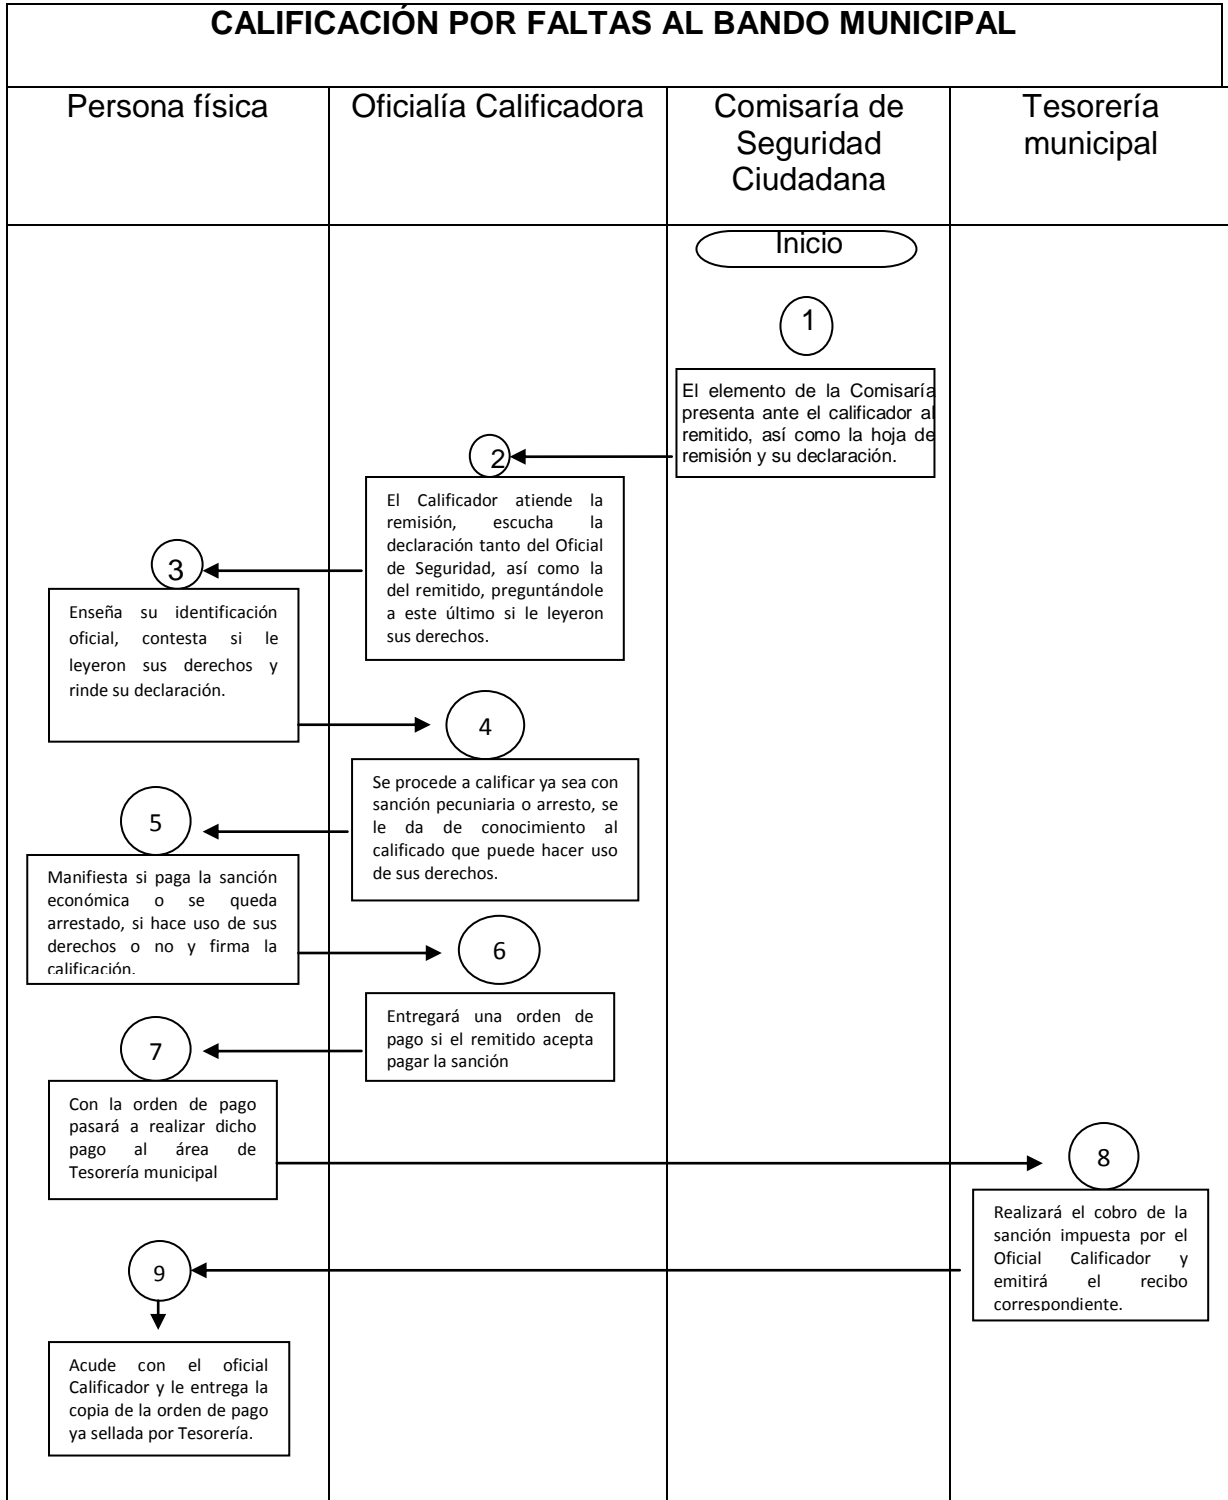 CALIFICACIÓN POR FALTAS AL BANDO MUNICIPAL
Persona física
Oficialía Calificadora
Comisaría de
Seguridad
Ciudadana
Tesorería
municipal
Inicio
1
El elemento de la Comisaría
presenta ante el calificador al
remitido, así como la hoja de
remisión y su declaración.
2
El Calificador atiende la
remisión, escucha la
declaración tanto del Oficial
de Seguridad, así como la
del remitido, preguntándole
a este último si le leyeron
sus derechos.
3
Enseña su identificación
oficial, contesta si le
leyeron sus derechos y
rinde su declaración.
4
Se procede a calificar ya sea con
sanción pecuniaria o arresto, se
le da de conocimiento al
calificado que puede hacer uso
de sus derechos.
5
Manifiesta si paga la sanción
económica o se queda
arrestado, si hace uso de sus
derechos o no y firma la
calificación.
6
Entregará una orden de
pago si el remitido acepta
pagar la sanción
7
Con la orden de pago
pasará a realizar dicho
pago al área de
Tesorería municipal
8
Realizará el cobro de la
sanción impuesta por el
Oficial Calificador y
emitirá el recibo
correspondiente.
9
Acude con el oficial
Calificador y le entrega la
copia de la orden de pago
ya sellada por Tesorería.